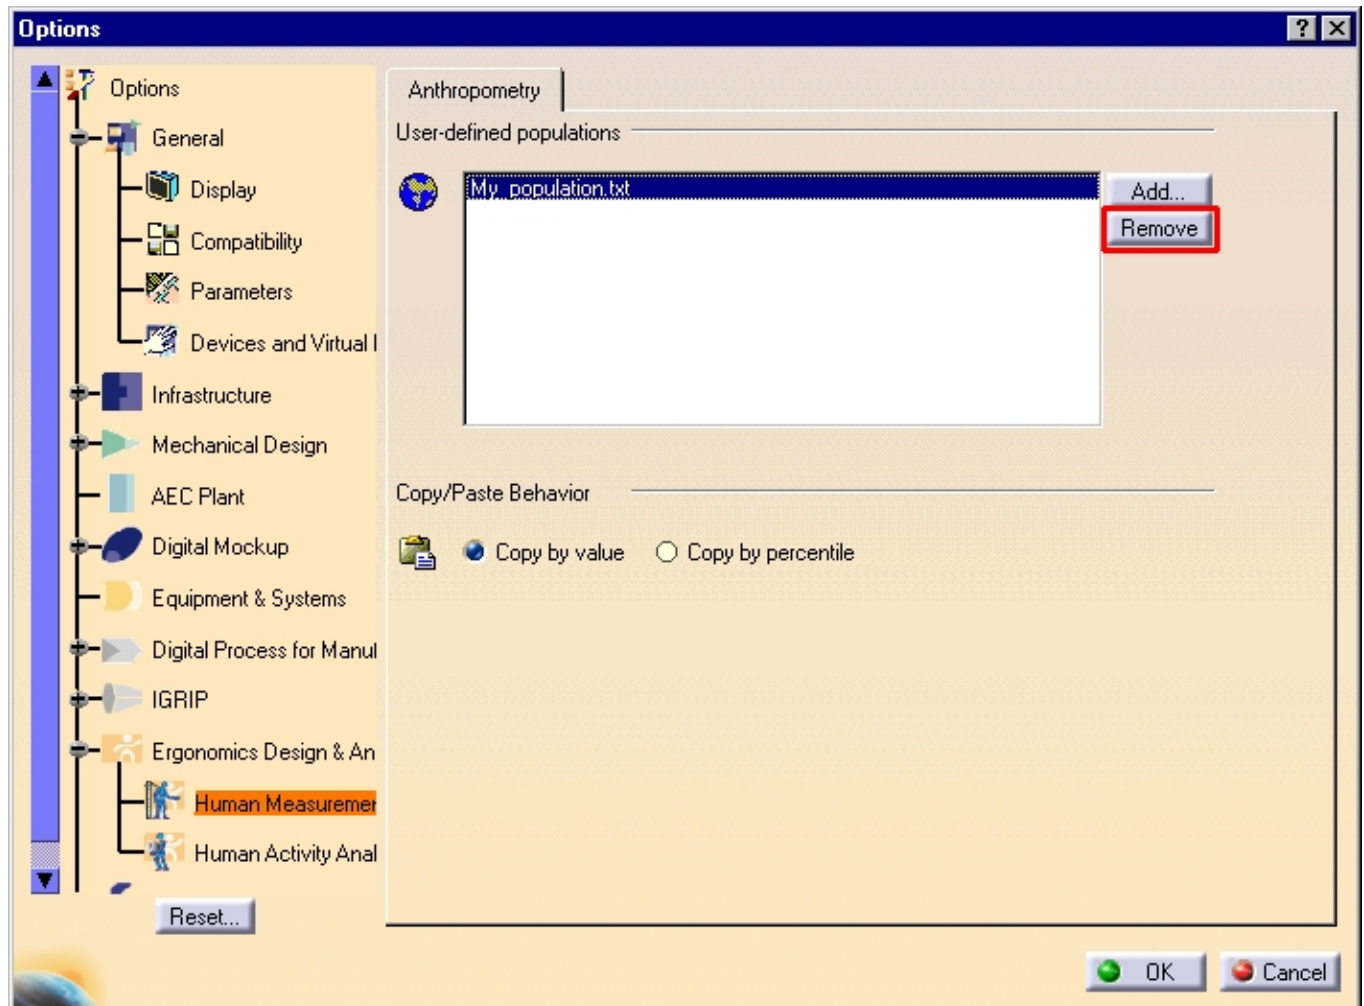 Options
Options
General
Display
Compatibility
Parameters
Devices and Virtual
Infrastructure
Mechanical Design
AEC Plant
Digital Mockup
Equipment & Systems
Digital Process for
IGRIP
Ergonomics Design & An
Human
Human Activity Anal
Reset...
Anthropometry
User-defined populations
My_population.txt
Add...
Remove
Copy/Paste Behavior
Copy by value Copy by percentile
OK Cancel